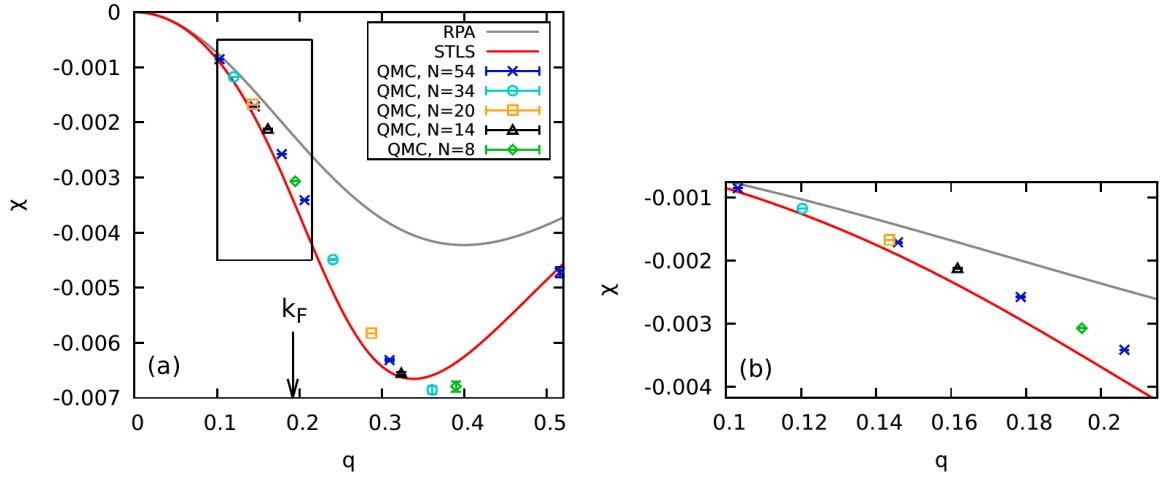 0
-0.001
-0.002
-0.003
-0.004
-0.005
-0.006
-0.007
χ
RPA
STLS
QMC, N=54
QMC, N=34
QMC, N=20
QMC, N=14
QMC, N=8
k_F
(a)
0 0.1 0.2 0.3 0.4 0.5
q
-0.001
-0.002
-0.003
-0.004
χ
(b)
0.1 0.12 0.14 0.16 0.18 0.2
q